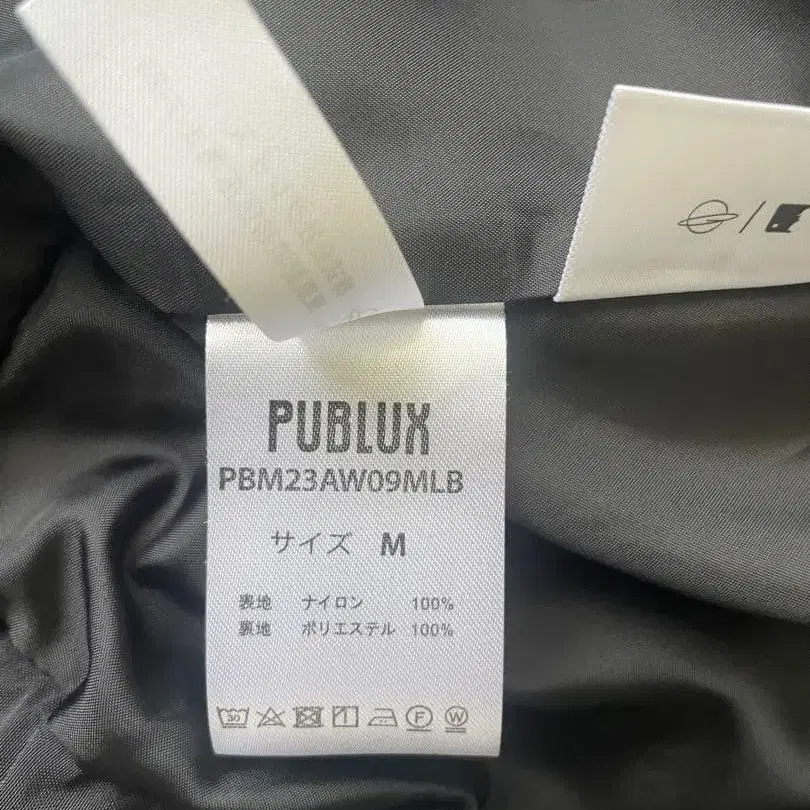 PUBLUX
PBM23AW09MLB
サイズ M
表地 ナイロン 100%
裏地 ポリエステル 100%
30 F W